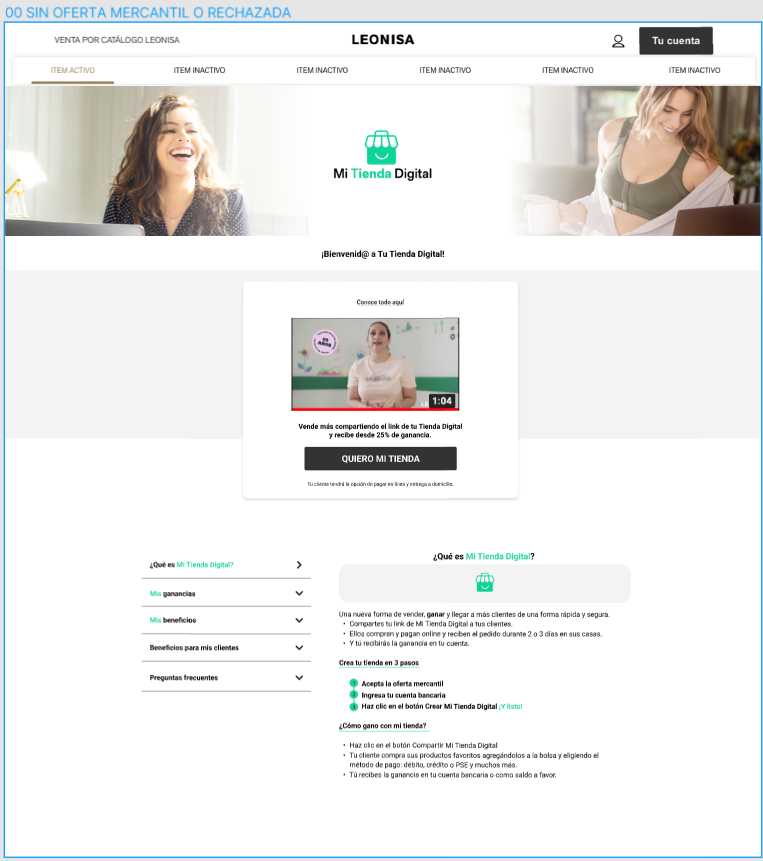 00 SIN OFERTA MERCANTIL O RECHAZADA
VENTA POR CATÁLOGO LEONISA
LEONISA
Tu cuenta
ITEM ACTIVO
ITEM INACTIVO
ITEM INACTIVO
ITEM INACTIVO
ITEM INACTIVO
ITEM INACTIVO
Mi Tienda Digital
¡Bienvenid@ a Tu Tienda Digital!
Conoce todo aquí
AÑOS
1:04
Vende más compartiendo el link de tu Tienda Digital
y recibe desde 25% de ganancia.
QUIERO MI TIENDA
Tu cliente tendrá la opción de pagar en línea y entrega a domicilio.
¿Qué es Mi Tienda Digital?
Mis ganancias
Mis beneficios
Beneficios para mis clientes
Preguntas frecuentes
¿Qué es Mi Tienda Digital?
Una nueva forma de vender, ganar y llegar a más clientes de una forma rápida y segura.
• Compartes tu link de MI Tienda Digital a tus clientes.
• Ellos compran y pagan online y reciben el pedido durante 2 o 3 días en sus casas.
• Y tú recibirás la ganancia en tu cuenta.
Crea tu tienda en 3 pasos
1 Acepta la oferta mercantil
2 Ingresa tu cuenta bancaria
3 Haz clic en el botón Crear Mi Tienda Digital ¡Y listo!
¿Cómo gano con mi tienda?
• Haz clic en el botón Compartir Mi Tienda Digital
• Tu cliente compra sus productos favoritos agregándolos a la bolsa y eligiendo el
método de pago: débito, crédito o PSE y muchos más.
• Tú recibes la ganancia en tu cuenta bancaria o como saldo a favor.